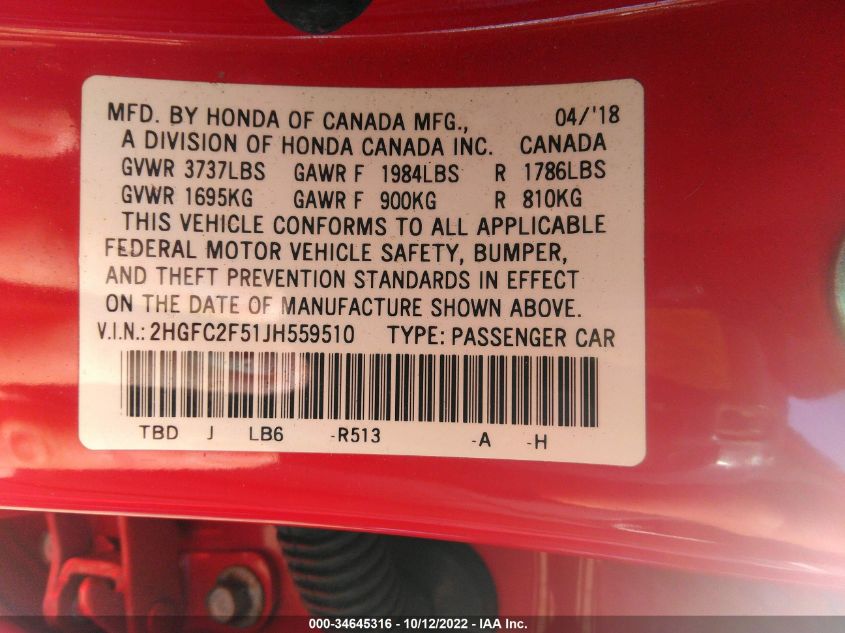 MFD. BY HONDA OF CANADA MFG., 04/'18
A DIVISION OF HONDA CANADA INC. CANADA
GVWR 3737LBS GAWR F 1984LBS R 1786LBS
GVWR 1695KG GAWR F 900KG R 810KG
THIS VEHICLE CONFORMS TO ALL APPLICABLE
FEDERAL MOTOR VEHICLE SAFETY, BUMPER,
AND THEFT PREVENTION STANDARDS IN EFFECT
ON THE DATE OF MANUFACTURE SHOWN ABOVE.
V.I.N.: 2HGFC2F51JH559510 TYPE: PASSENGER CAR
TBD J LB6 -R513 -A -H
000-34645316 - 10/12/2022 - IAA Inc.